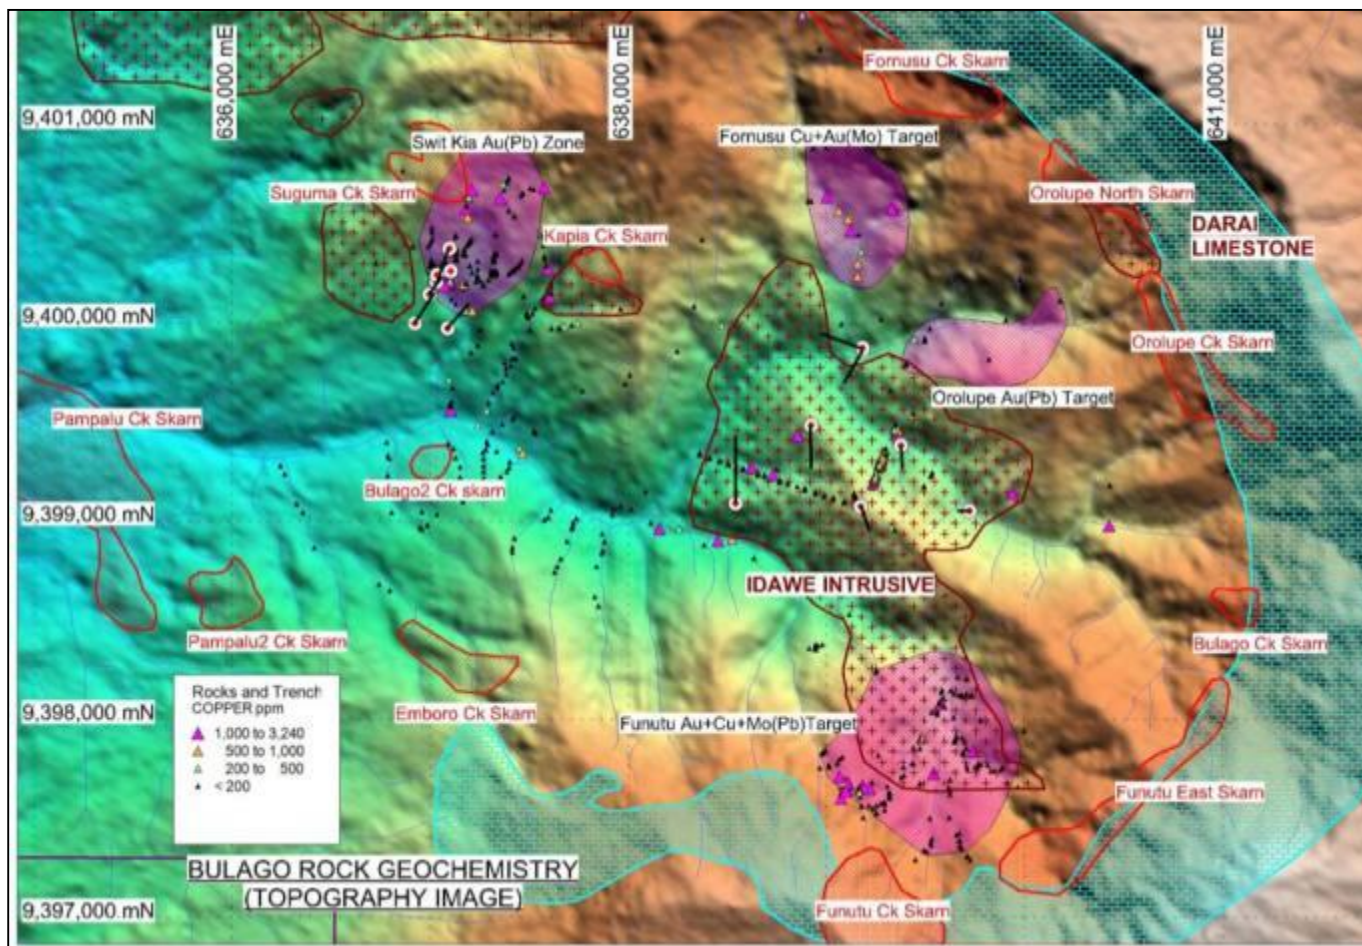 636,000 mE
638,000 mE
641,000 mE
Fornusu Ck Skarn
9,401,000 mN
Swit Kia Au(Pb) Zone
Fornusu Cu+Au(Mo) Target
Suguma Ck Skarn
Orolupe North Skarn
DARAI
LIMESTONE
Kapia Ck Skarn
9,400,000 mN
Orolupe Ck Skarn
Orolupe Au(Pb) Target
Pampalu Ck Skarn
Bulago2 Ck skarn
9,399,000 mN
IDAWE INTRUSIVE
Pampalu2 Ck Skarn
Bulago Ck Skarn
Rocks and Trench
COPPER ppm
1,000 to 3,240
500 to 1,000
200 to 500
< 200
9,398,000 mN
Emboro Ck Skarn
Funutu Au+Cu+Mo(Pb)Target
Funutu East Skarn
BULAGO ROCK GEOCHEMISTRY
(TOPOGRAPHY IMAGE)
9,397,000 mN
Funutu Ck Skarn